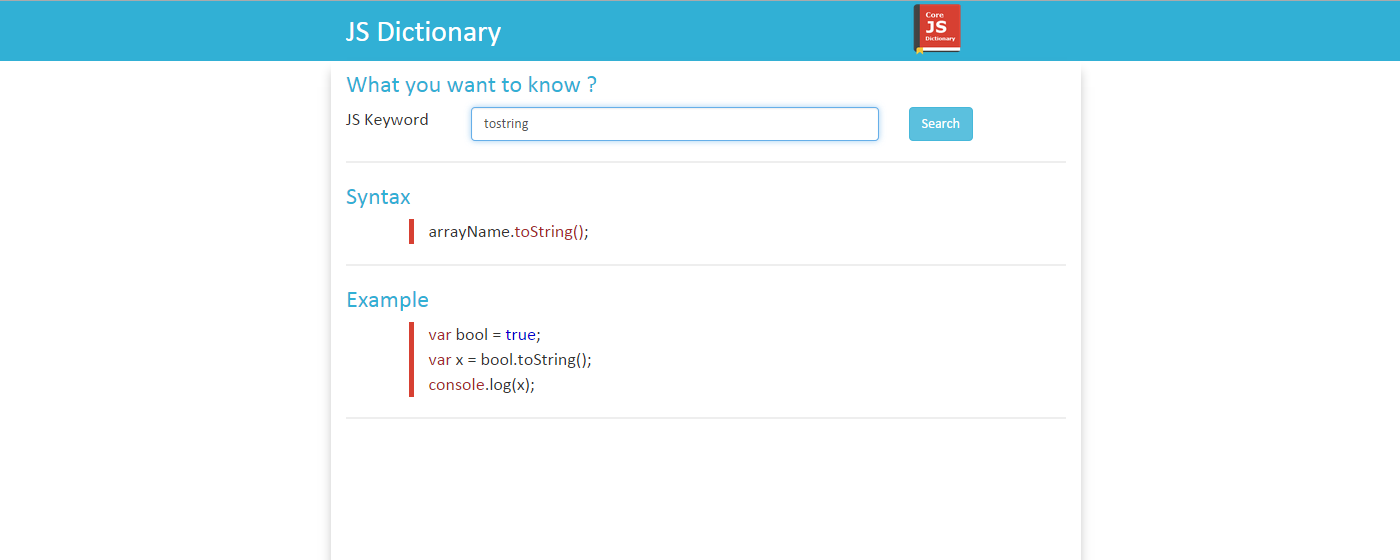 JS Dictionary
Core
JS
Dictionary
What you want to know ?
JS Keyword
tostring
Search
Syntax
arrayName.toString();
Example
var bool = true;
var x = bool.toString();
console.log(x);